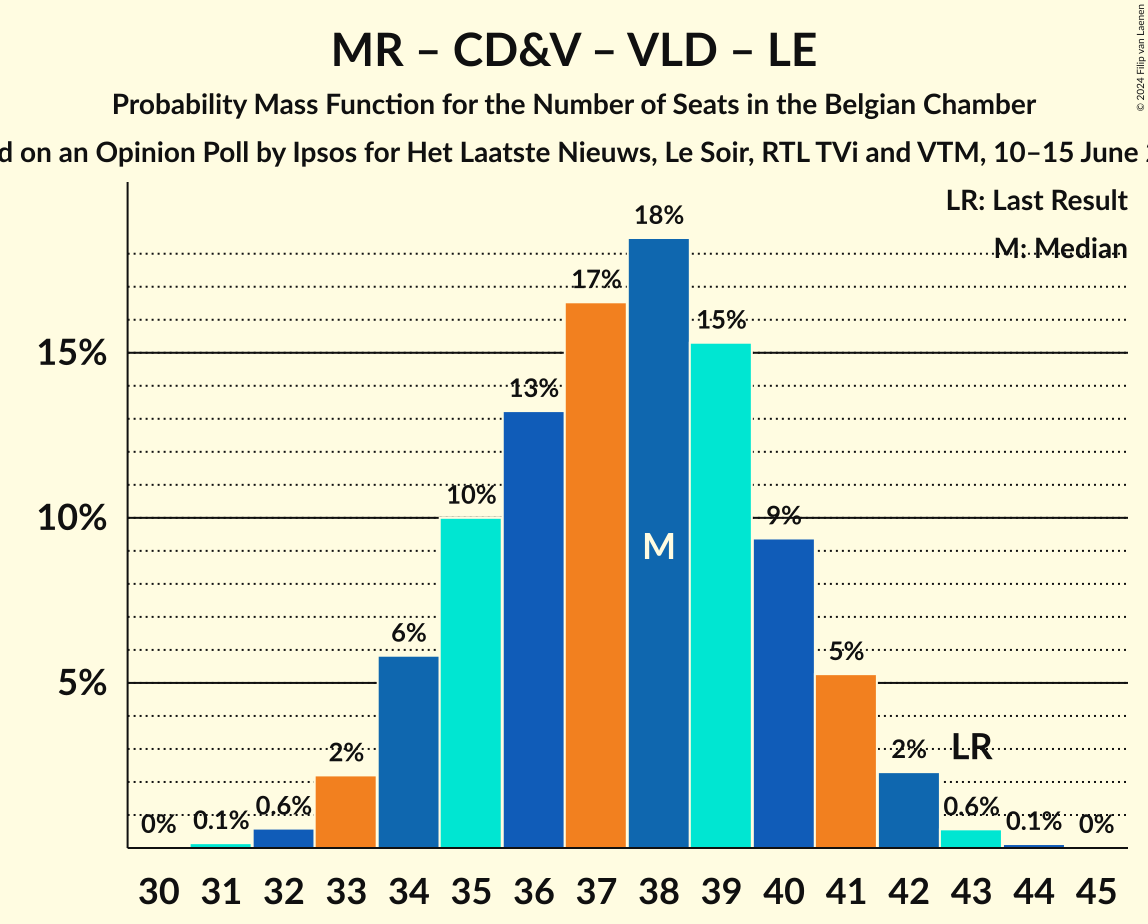 MR – CD&V – VLD – LE
Probability Mass Function for the Number of Seats in the Belgian Chamber
on an Opinion Poll by Ipsos for Het Laatste Nieuws, Le Soir, RTL TVi and VTM, 10–15 June
© 2024 Filip van Laenen
LR: Last Result
M: Median
18%
17%
15%
15%
13%
10%
10%
9%
M
6%
5%
5%
2%
2%
LR
0%
0.1%
0.6%
0.6%
0.1%
0%
30 31 32 33 34 35 36 37 38 39 40 41 42 43 44 45